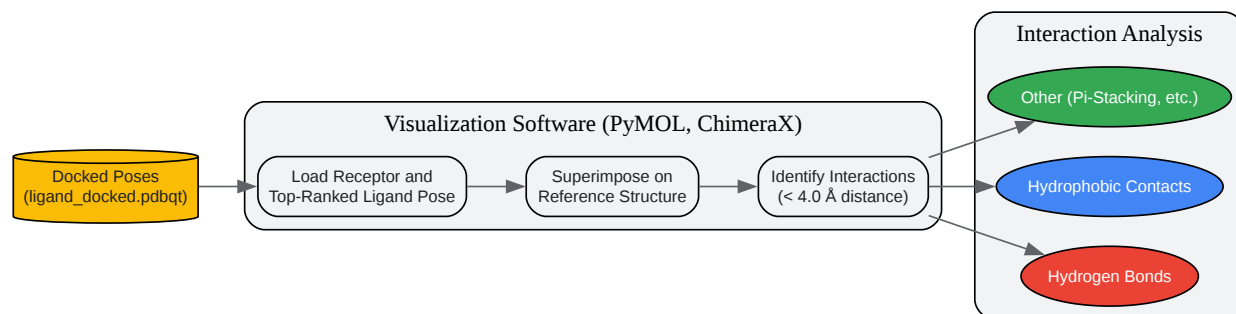 Docked Poses
(ligand_docked.pdbqt)
Visualization Software (PyMOL, ChimeraX)
Load Receptor and
Top-Ranked Ligand Pose
Superimpose on
Reference Structure
Identify Interactions
(< 4.0 Å distance)
Interaction Analysis
Other (Pi-Stacking, etc.)
Hydrophobic Contacts
Hydrogen Bonds